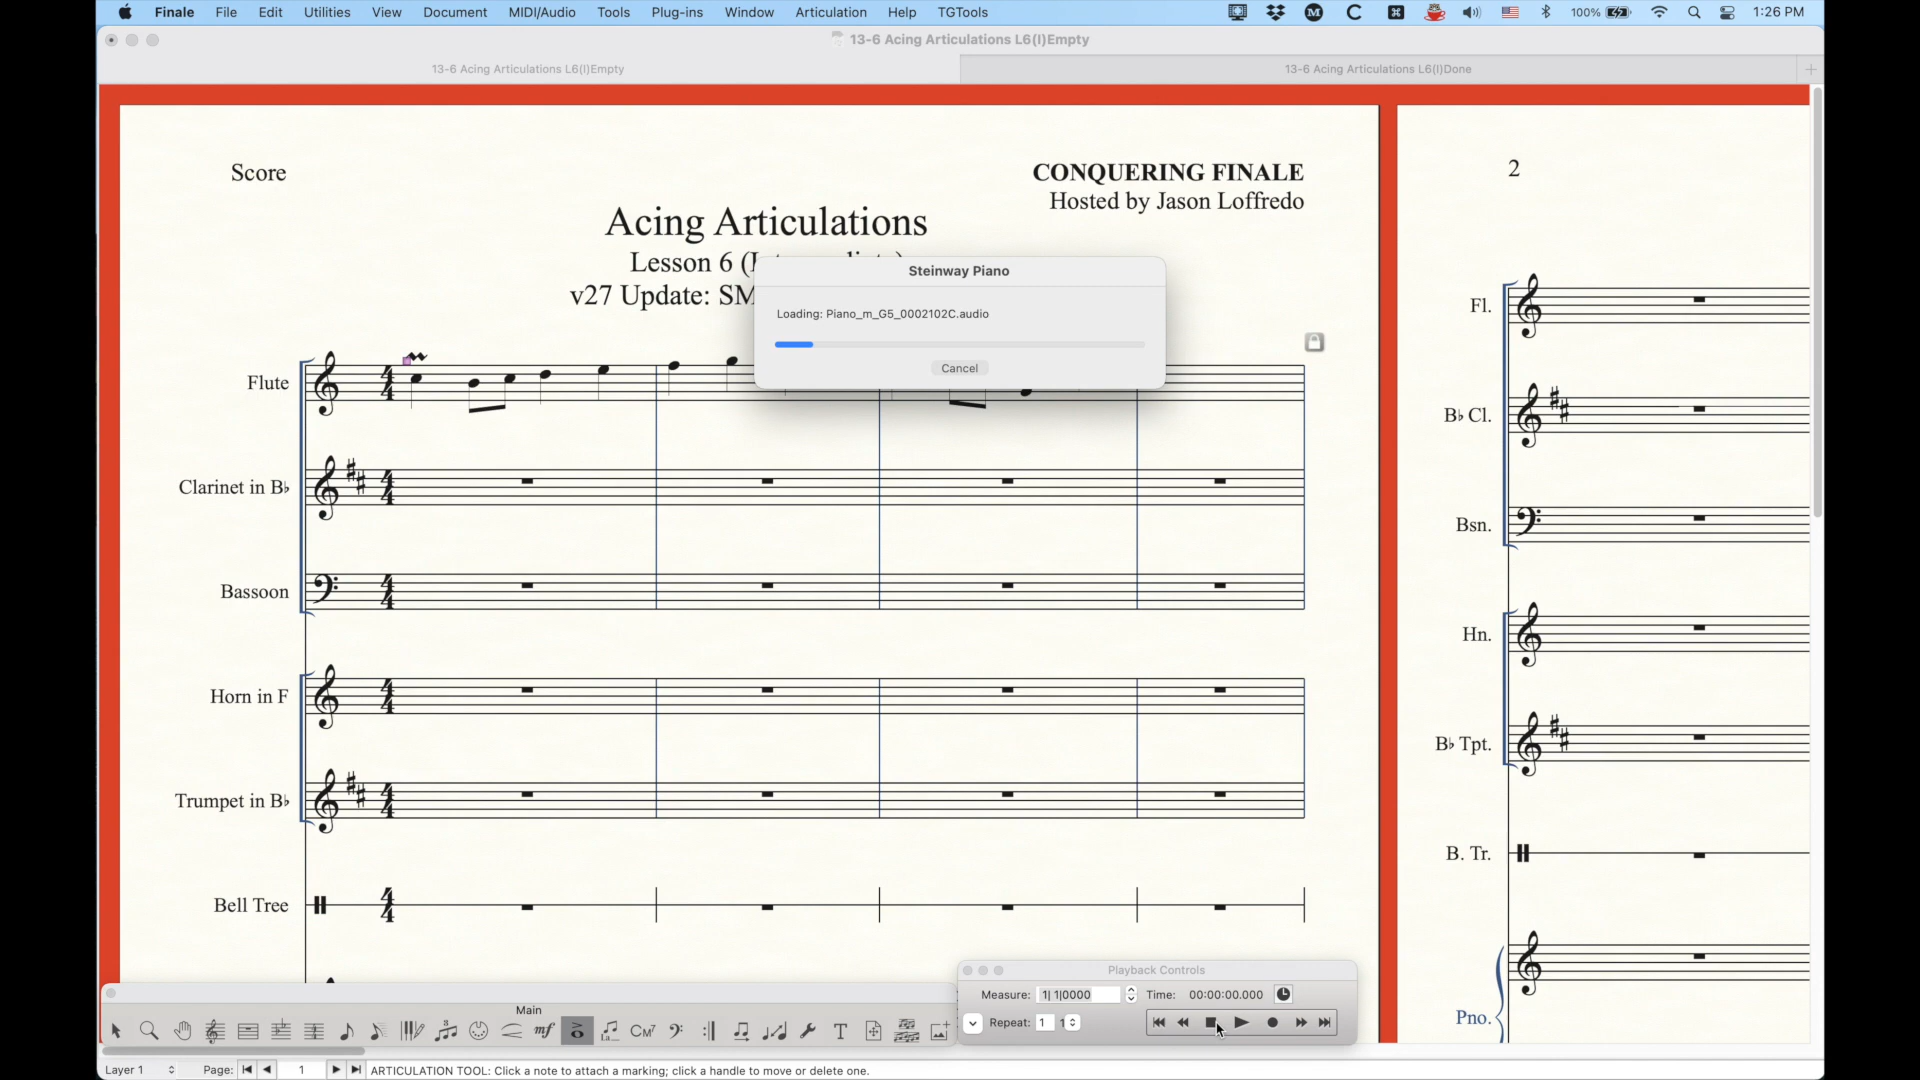 Finale File Edit Utilities View Document MIDI/Audio Tools Plug-ins Window Articulation Help TGTools 100% 1:26 PM
13-6 Acing Articulations L6(I)Empty
13-6 Acing Articulations L6(I)Empty
13-6 Acing Articulations L6(I)Done
Score
CONQUERING FINALE
Hosted by Jason Loffredo
Acing Articulations
Lesson 6
v27 Update:
Steinway Piano
Loading: Piano_m_G5_0002102C.audio
Cancel
Flute
Clarinet in B♭
Bassoon
Horn in F
Trumpet in B♭
Bell Tree
2
Fl.
B♭ Cl.
Bsn.
Hn.
B♭ Tpt.
B. Tr.
Pno.
Playback Controls
Measure: 1| 1|0000 Time: 00:00:00.000
Repeat: 1 1
Main
mf CM7 T
Layer 1 Page: 1 ARTICULATION TOOL: Click a note to attach a marking; click a handle to move or delete one.